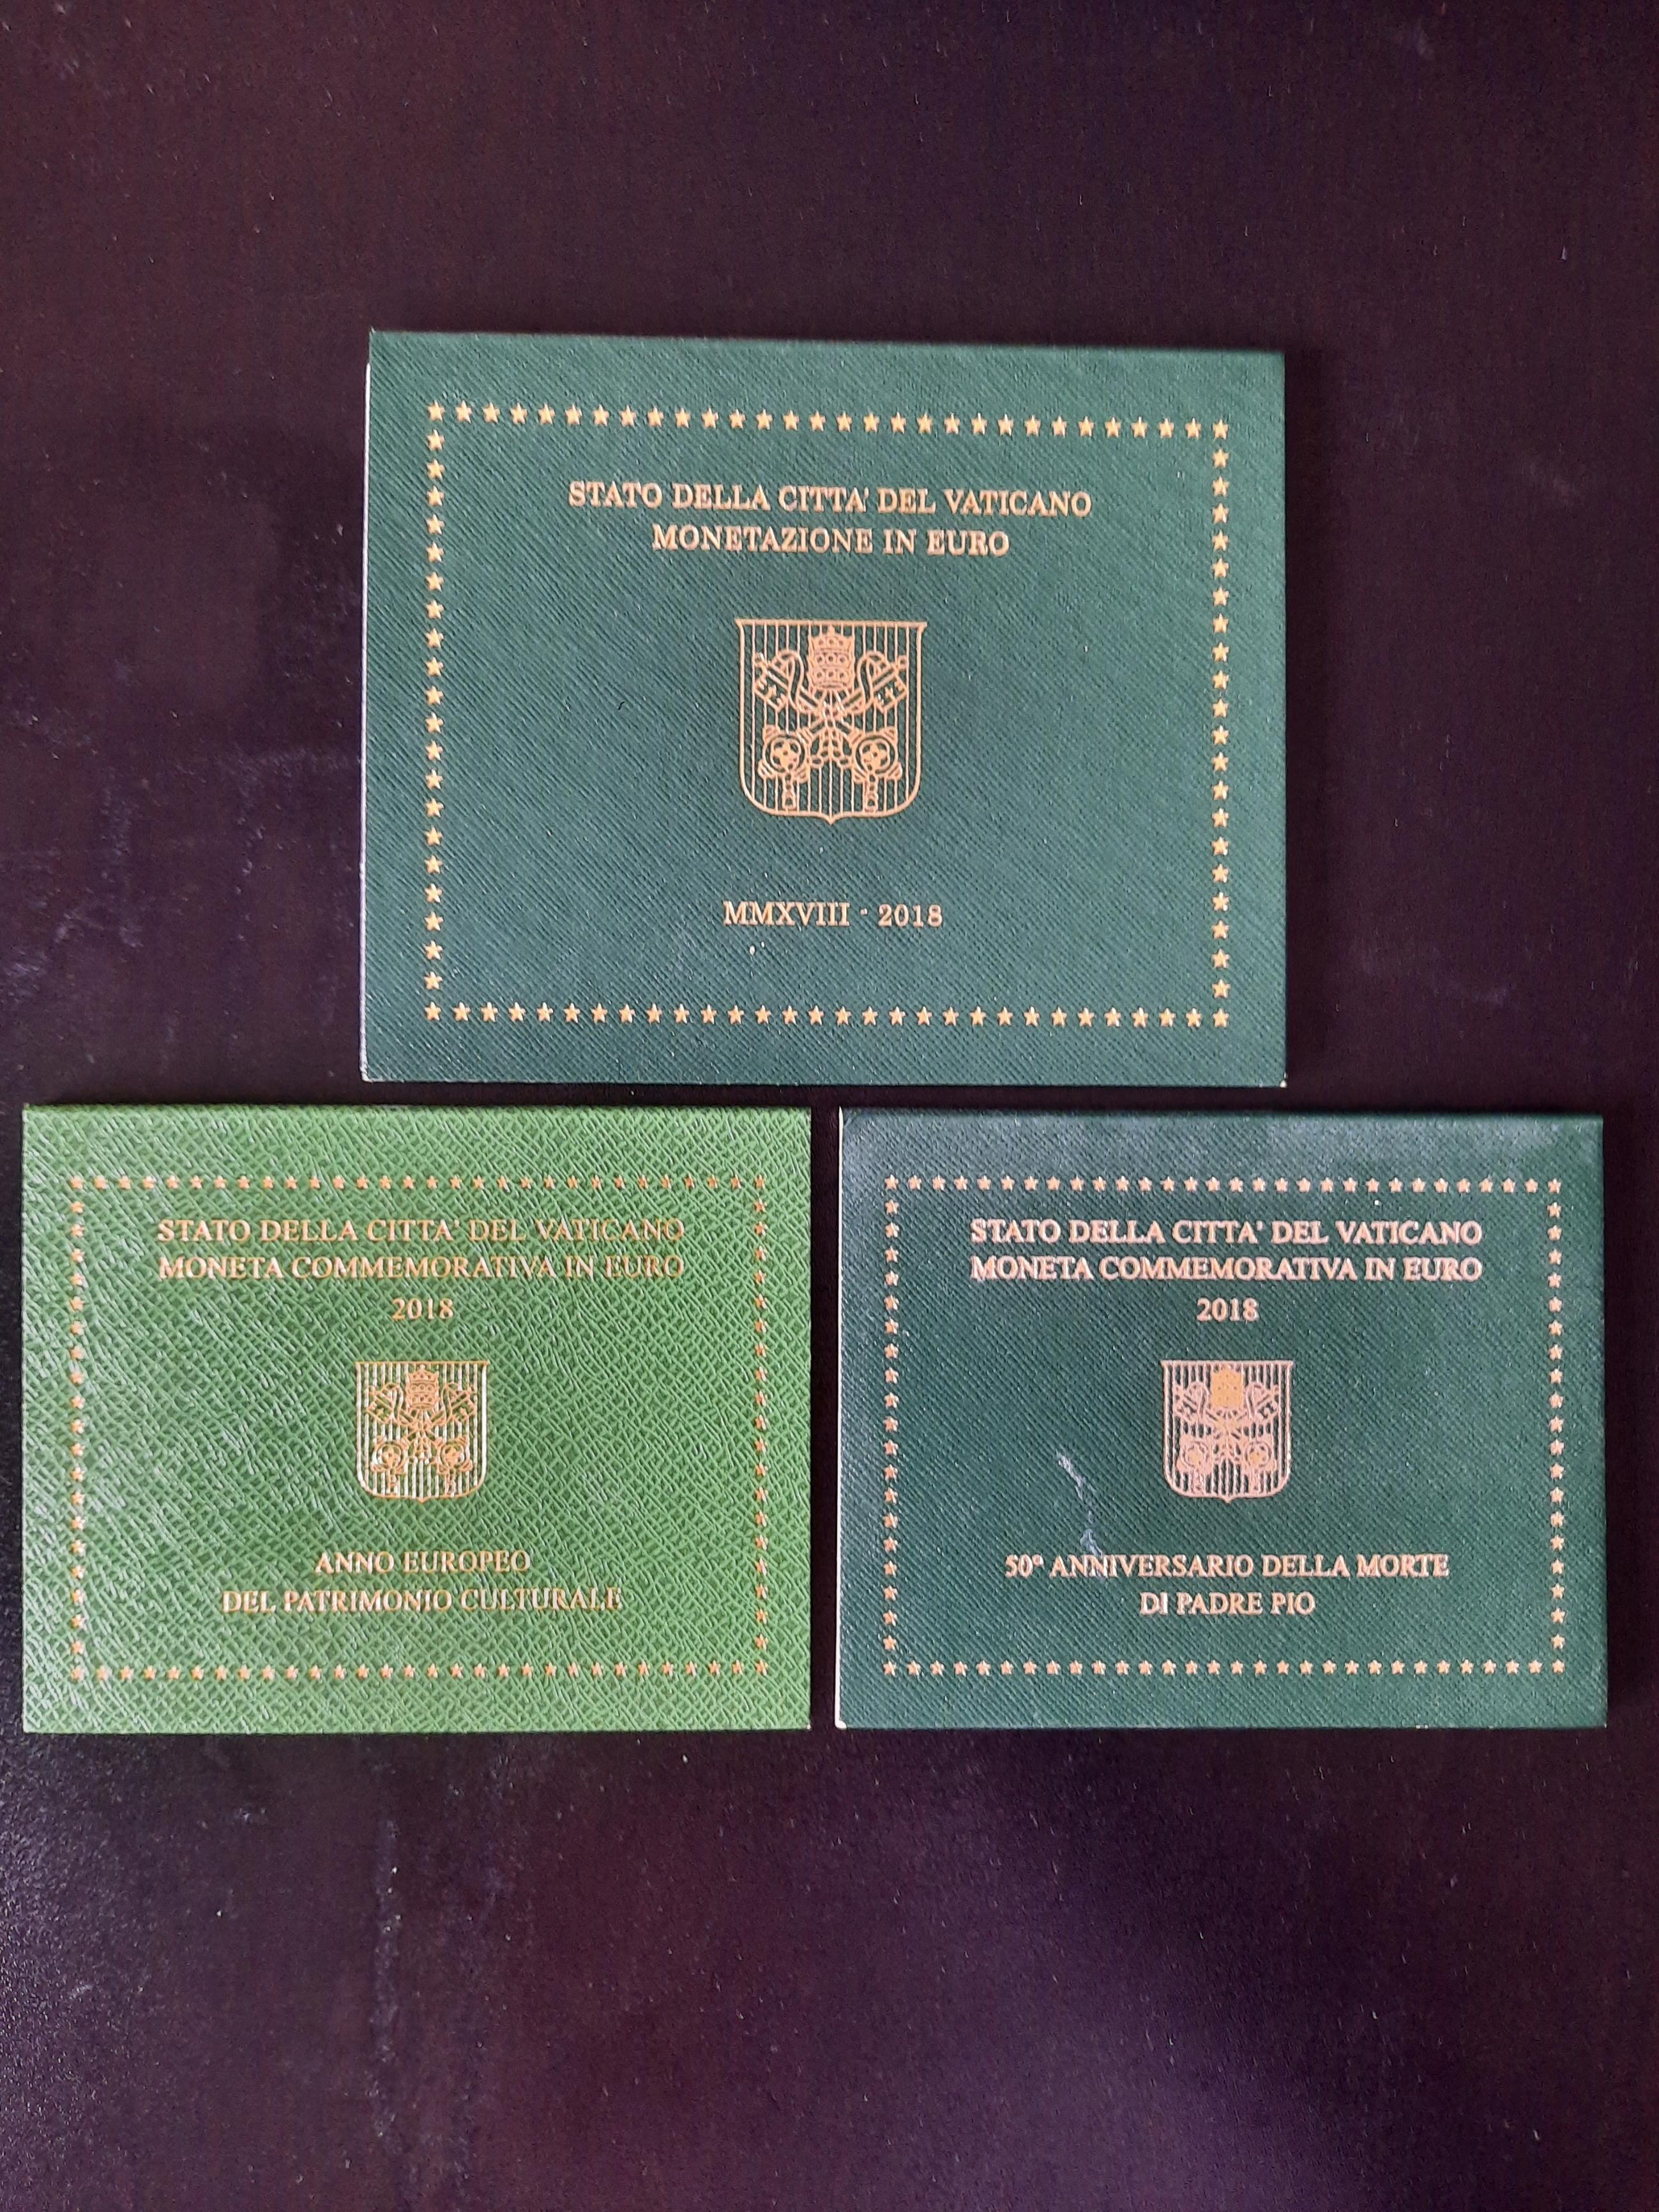 STATO DELLA CITTA' DEL VATICANO
MONETAZIONE IN EURO
MMXVIII - 2018
STATO DELLA CITTA' DEL VATICANO
MONETA COMMEMORATIVA IN EURO
2018
ANNO EUROPEO
DEL PATRIMONIO CULTURALE
STATO DELLA CITTA' DEL VATICANO
MONETA COMMEMORATIVA IN EURO
2018
50º ANNIVERSARIO DELLA MORTE
DI PADRE PIO